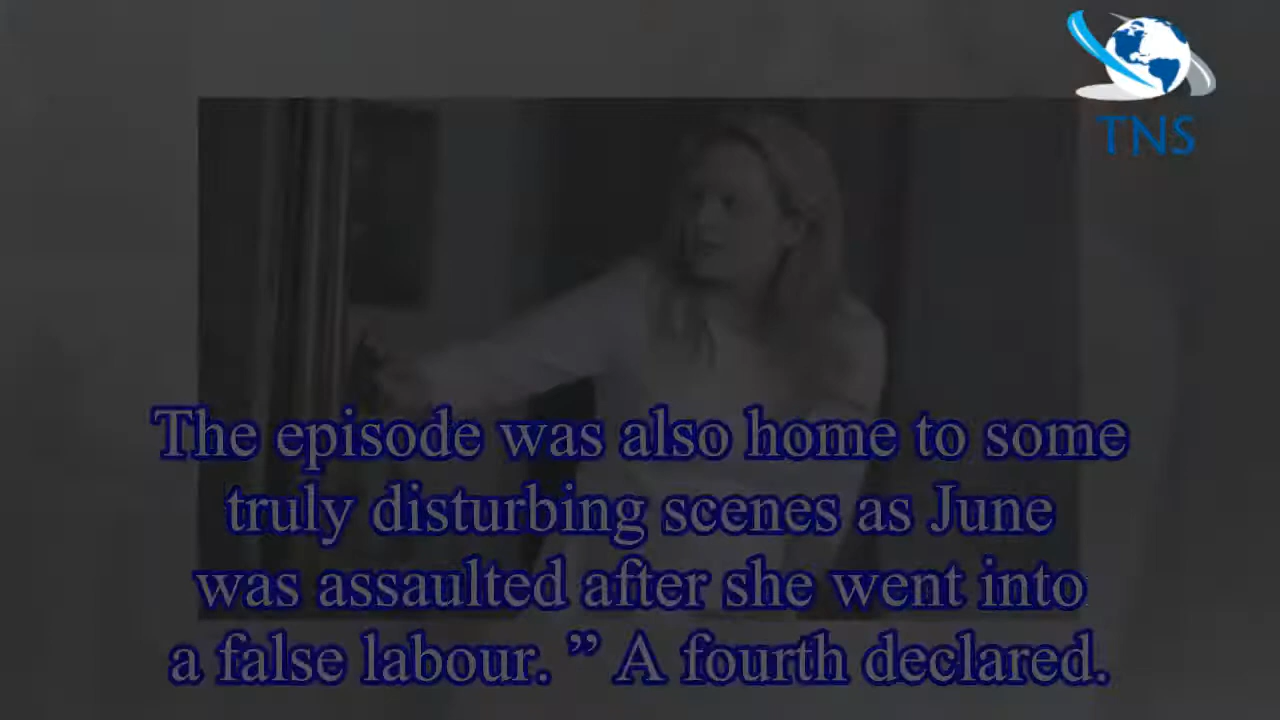 TNS
The episode was also home to some
truly disturbing scenes as June
was assaulted after she went into
a false labour. ” A fourth declared.